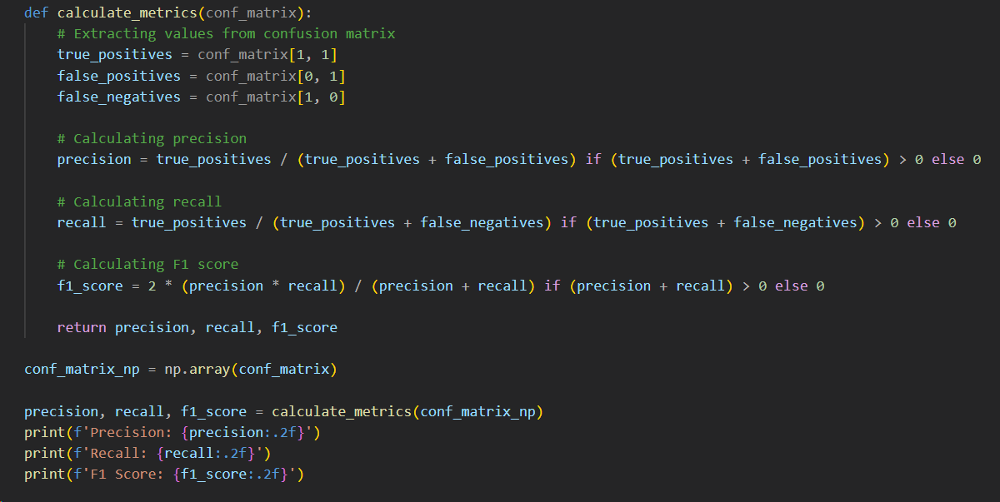 def calculate_metrics(conf_matrix):
    # Extracting values from confusion matrix
    true_positives = conf_matrix[1, 1]
    false_positives = conf_matrix[0, 1]
    false_negatives = conf_matrix[1, 0]

    # Calculating precision
    precision = true_positives / (true_positives + false_positives) if (true_positives + false_positives) > 0 else 0

    # Calculating recall
    recall = true_positives / (true_positives + false_negatives) if (true_positives + false_negatives) > 0 else 0

    # Calculating F1 score
    f1_score = 2 * (precision * recall) / (precision + recall) if (precision + recall) > 0 else 0

    return precision, recall, f1_score

conf_matrix_np = np.array(conf_matrix)

precision, recall, f1_score = calculate_metrics(conf_matrix_np)
print(f'Precision: {precision:.2f}')
print(f'Recall: {recall:.2f}')
print(f'F1 Score: {f1_score:.2f}')